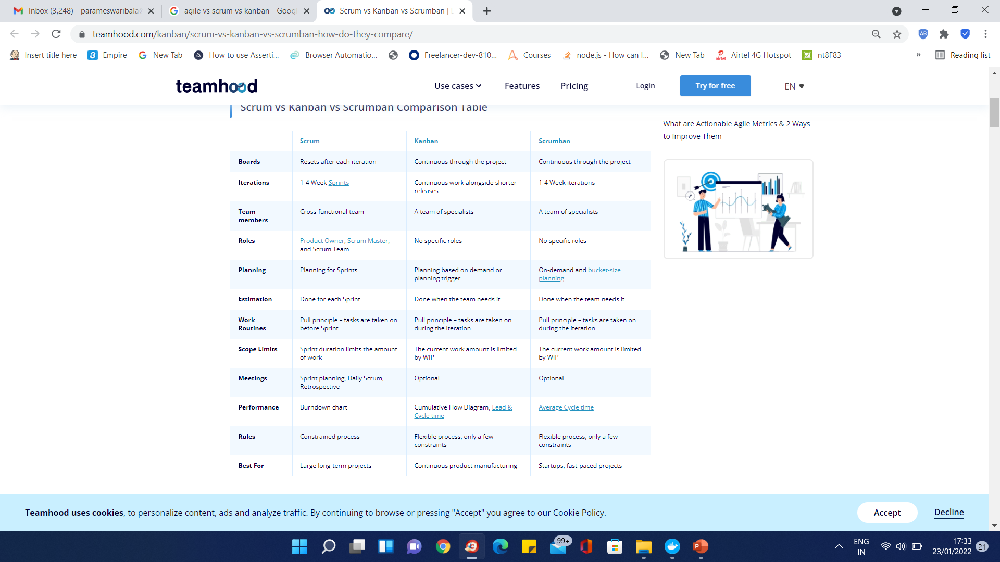 Inbox (3,248) - parameswaribala
agile vs scrum vs kanban - Goog
Scrum vs Kanban vs Scrumban |
teamhood.com/kanban/scrum-vs-kanban-vs-scrumban-how-do-they-compare/
AB
Insert title here
Empire
New Tab
How to use Asserti...
Browser Automatio...
Freelancer-dev-810...
Courses
node.js - How can I...
New Tab
airtel
Airtel 4G Hotspot
nt8F83
»
Reading list
teamhood
Use cases
Features
Pricing
Login
Try for free
EN
Scrum vs Kanban vs Scrumban Comparison Table
What are Actionable Agile Metrics & 2 Ways
to Improve Them
Scrum Kanban Scrumban
Boards Resets after each iteration Continuous through the project Continuous through the project
Iterations 1-4 Week Sprints Continuous work alongside shorter 1-4 Week iterations
releases
Team Cross-functional team A team of specialists A team of specialists
members
Roles Product Owner, Scrum Master, No specific roles No specific roles
and Scrum Team
Planning Planning for Sprints Planning based on demand or On-demand and bucket-size
planning trigger planning
Estimation Done for each Sprint Done when the team needs it Done when the team needs it
Work Pull principle – tasks are taken on Pull principle – tasks are taken on Pull principle – tasks are taken on
Routines before Sprint during the iteration during the iteration
Scope Limits Sprint duration limits the amount The current work amount is limited The current work amount is limited
of work by WIP by WIP
Meetings Sprint planning, Daily Scrum, Optional Optional
Retrospective
Performance Burndown chart Cumulative Flow Diagram, Lead & Average Cycle time
Cycle time
Rules Constrained process Flexible process, only a few Flexible process, only a few
constraints constraints
Best For Large long-term projects Continuous product manufacturing Startups, fast-paced projects
Teamhood uses cookies, to personalize content, ads and analyze traffic. By continuing to browse or pressing "Accept" you agree to our Cookie Policy.
Accept
Decline
99+
ENG
IN
17:33
23/01/2022
21